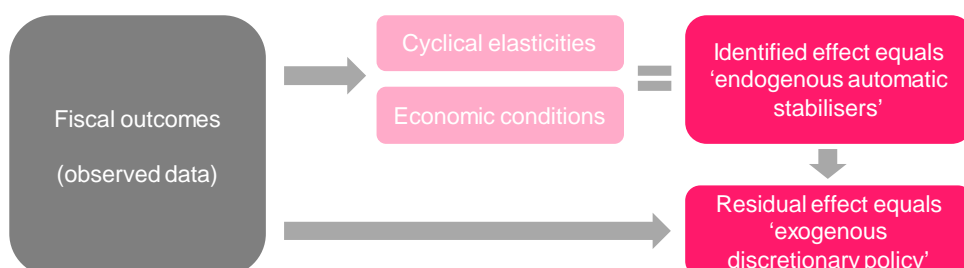 Fiscal outcomes
(observed data)
Cyclical elasticities
Economic conditions
Identified effect equals
‘endogenous automatic
stabilisers’
Residual effect equals
‘exogenous
discretionary policy’